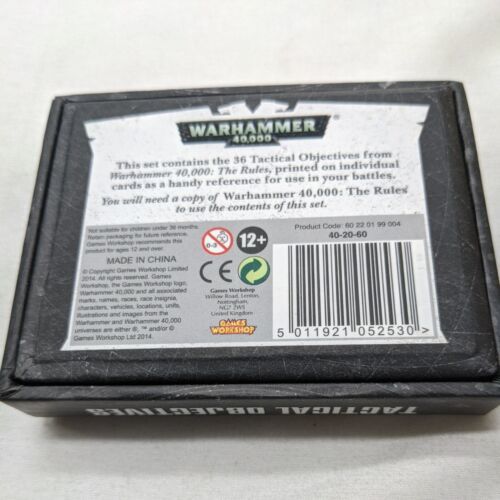 WARHAMMER
40,000
This set contains the 36 Tactical Objectives from
Warhammer 40,000: The Rules, printed on individual
cards as a handy reference for use in your battles.
You will need a copy of Warhammer 40,000: The Rules
to use the contents of this set.
Not suitable for children under 36 months.
Retain packaging for future reference.
Games Workshop recommends this
product for ages 12 and over.
MADE IN CHINA
© Copyright Games Workshop Limited
2014. All rights reserved. Games
Workshop, the Games Workshop logo,
Warhammer 40,000 and all associated
marks, names, races, race insignia,
characters, vehicles, locations, units,
illustrations and images from the
Warhammer and Warhammer 40,000
universes are either ®, ™ and/or ©
Games Workshop Ltd 2014.
0-3
12+
CE
Games Workshop
Willow Road, Lenton,
Nottingham,
NG7 2WS
United Kingdom
GAMES
WORKSHOP
Product Code: 60 22 01 99 004
40-20-60
5 011921 052530 >
TACTICAL OBJECTIVES